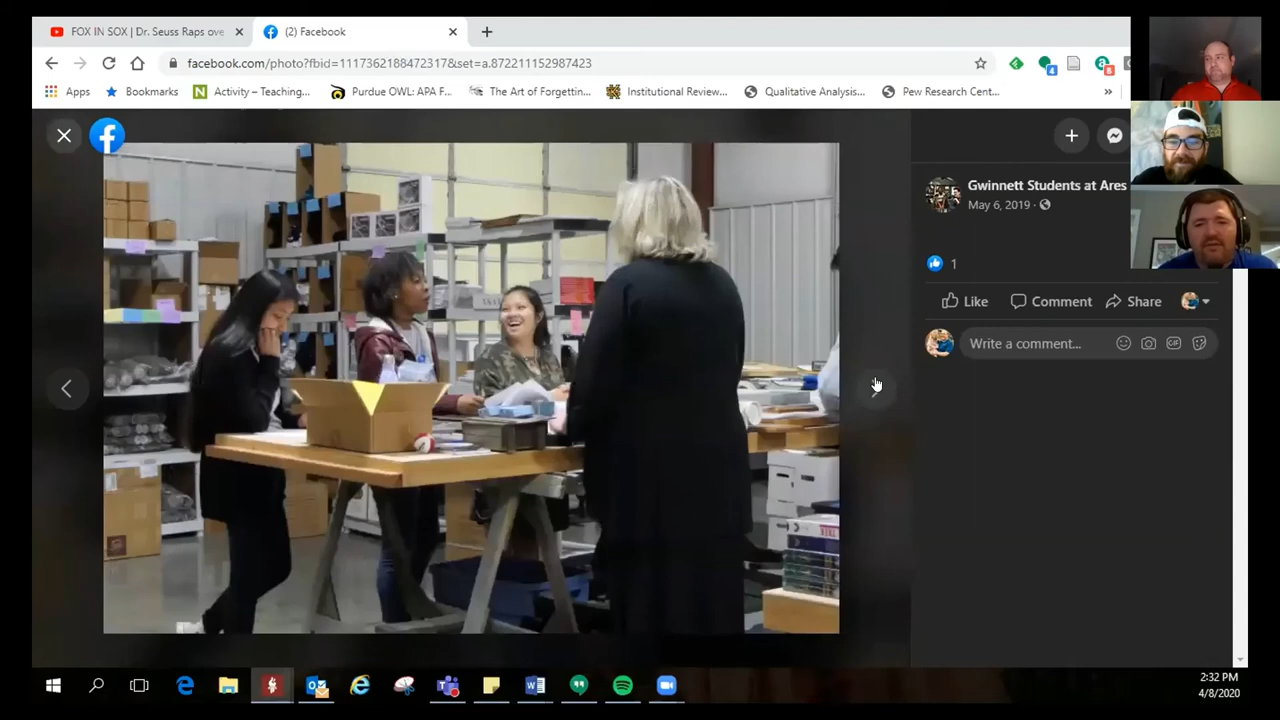 FOX IN SOX | Dr. Seuss Raps ove
(2) Facebook
facebook.com/photo?fbid=1117362188472317&set=a.872211152987423
Apps
Bookmarks
Activity – Teaching...
Purdue OWL: APA F...
The Art of Forgettin...
Institutional Revie...
Qualitative Analysis...
Pew Research Cent...
Gwinnett Students at Ares
May 6, 2019 ·
1
Like
Comment
Share
Write a comment...
GIF
2:32 PM
4/8/2020